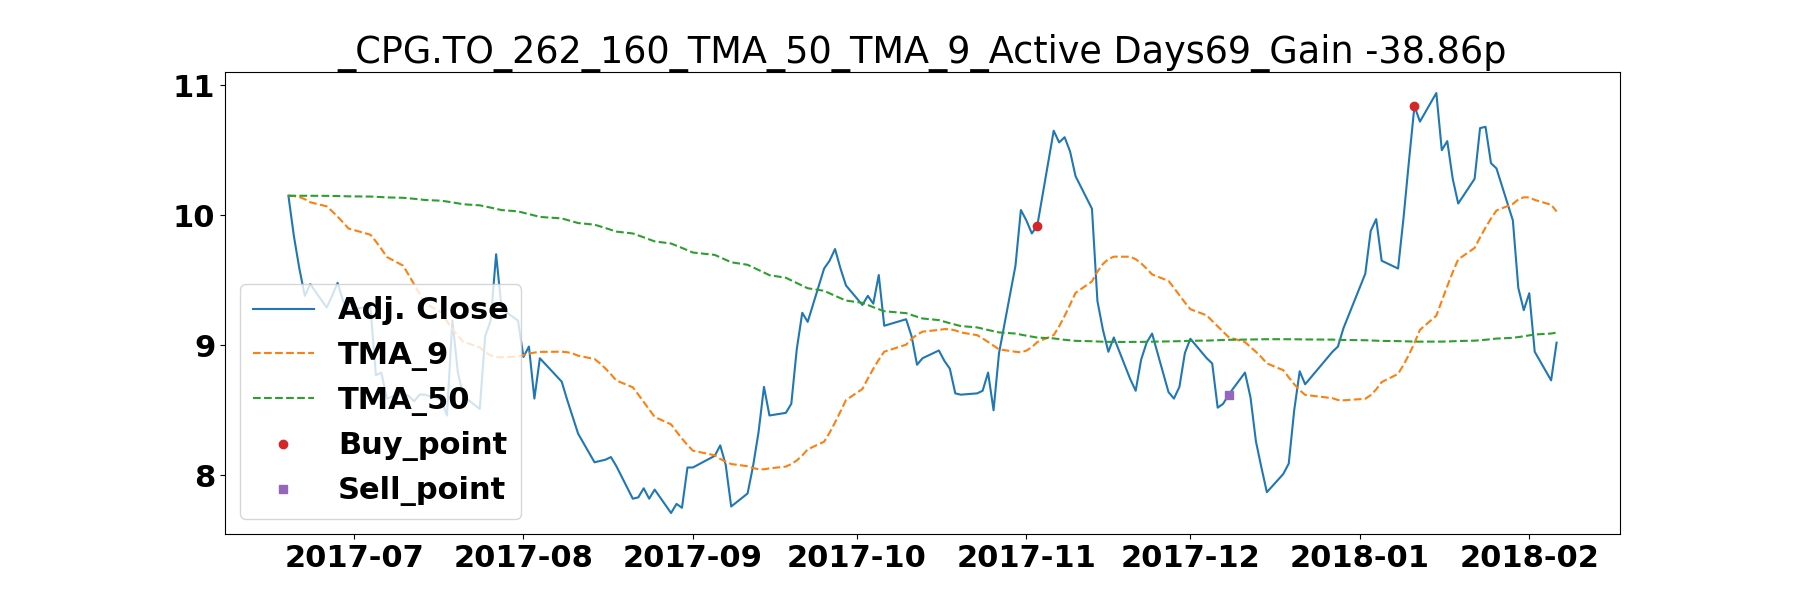 _CPG.TO_262_160_TMA_50_TMA_9_Active Days69_Gain -38.86p
11
10
9
8
Adj. Close
TMA_9
TMA_50
Buy_point
Sell_point
2017-07 2017-08 2017-09 2017-10 2017-11 2017-12 2018-01 2018-02